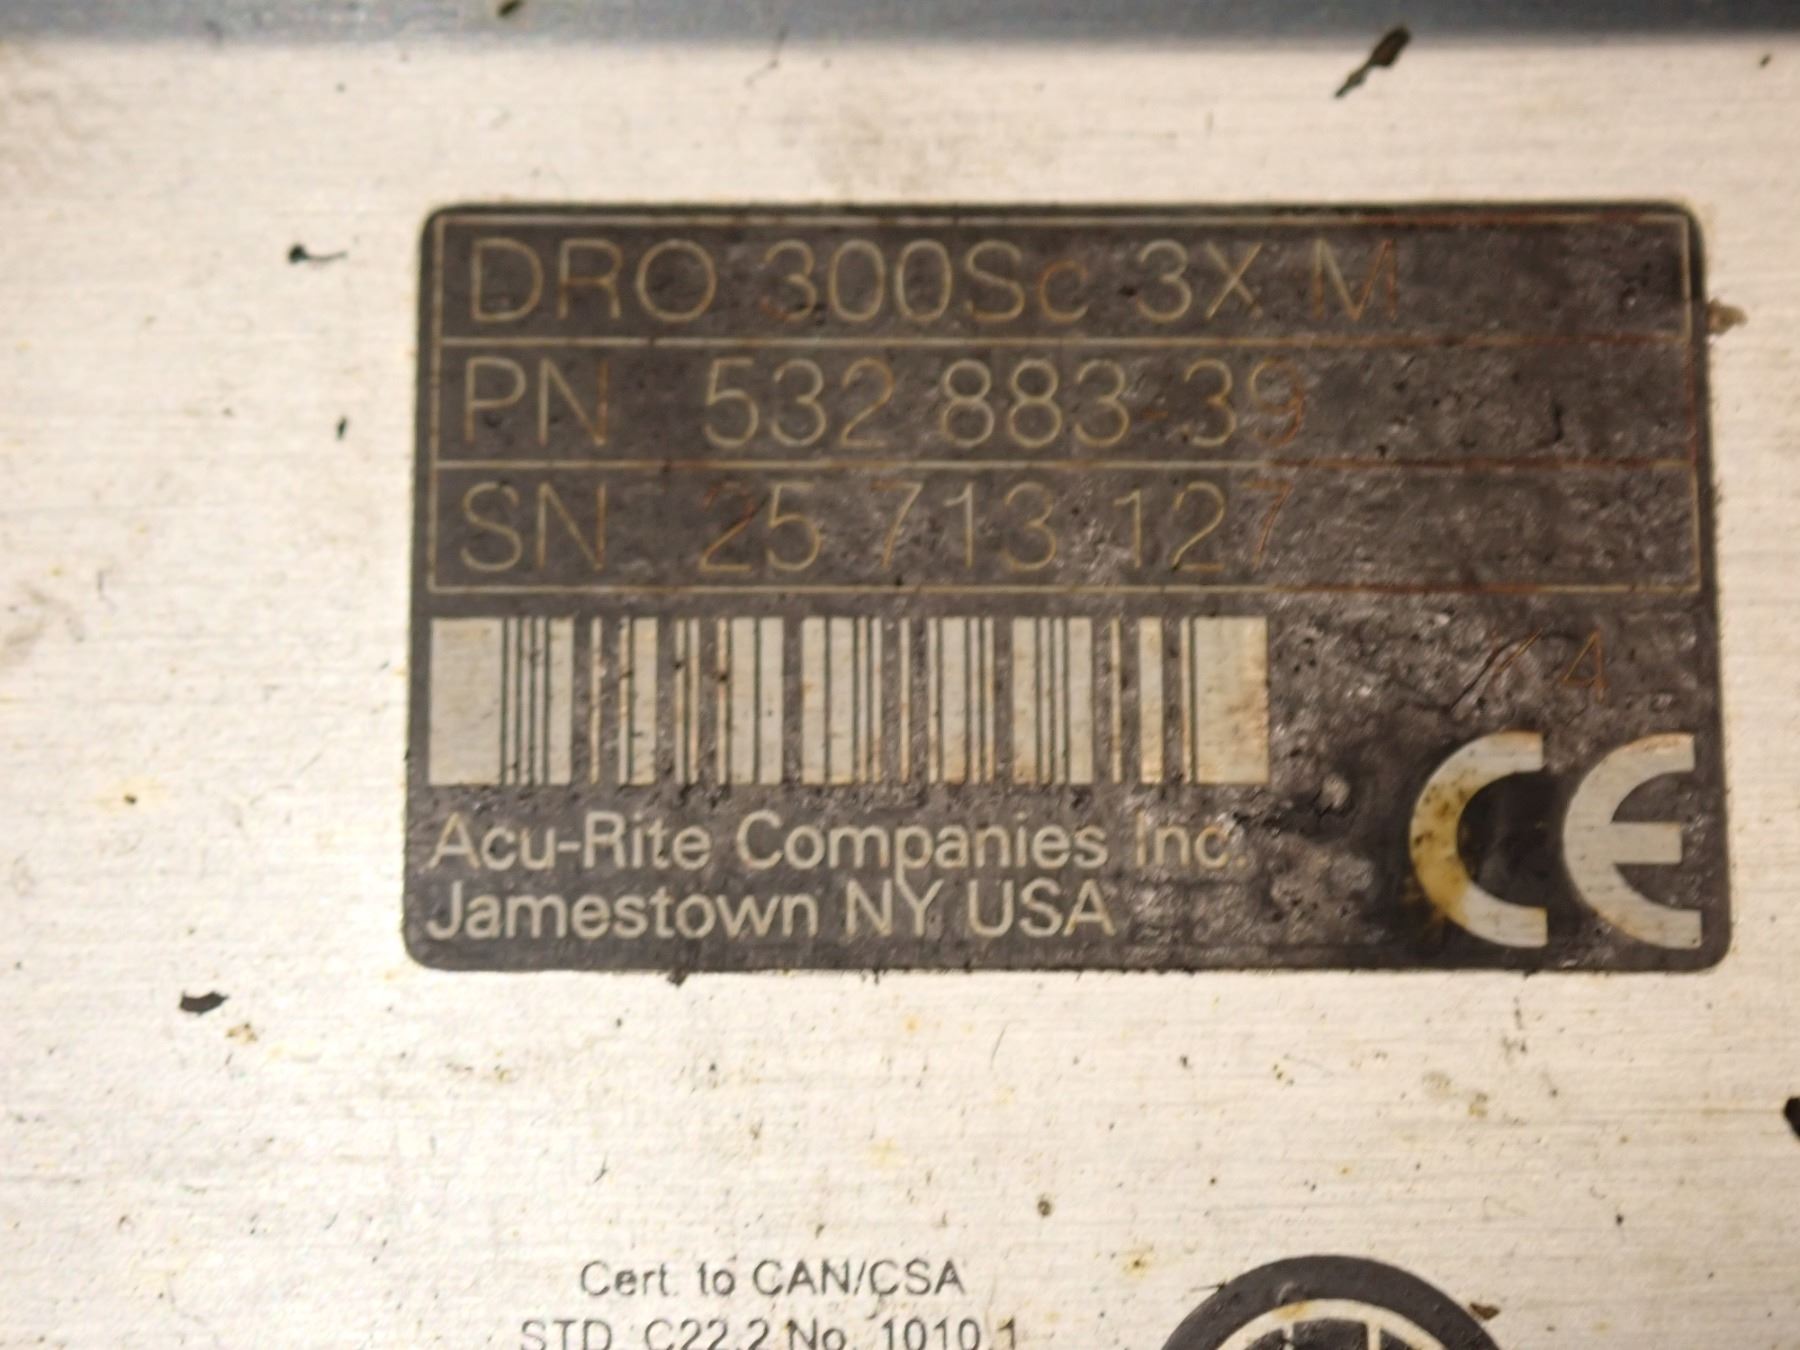 DRO 300Sc 3X M
PN 532 883-39
SN 25 713 127
Acu-Rite Companies Inc.
Jamestown NY USA
CE
Cert. to CAN/CSA
STD. C22.2 No. 1010.1